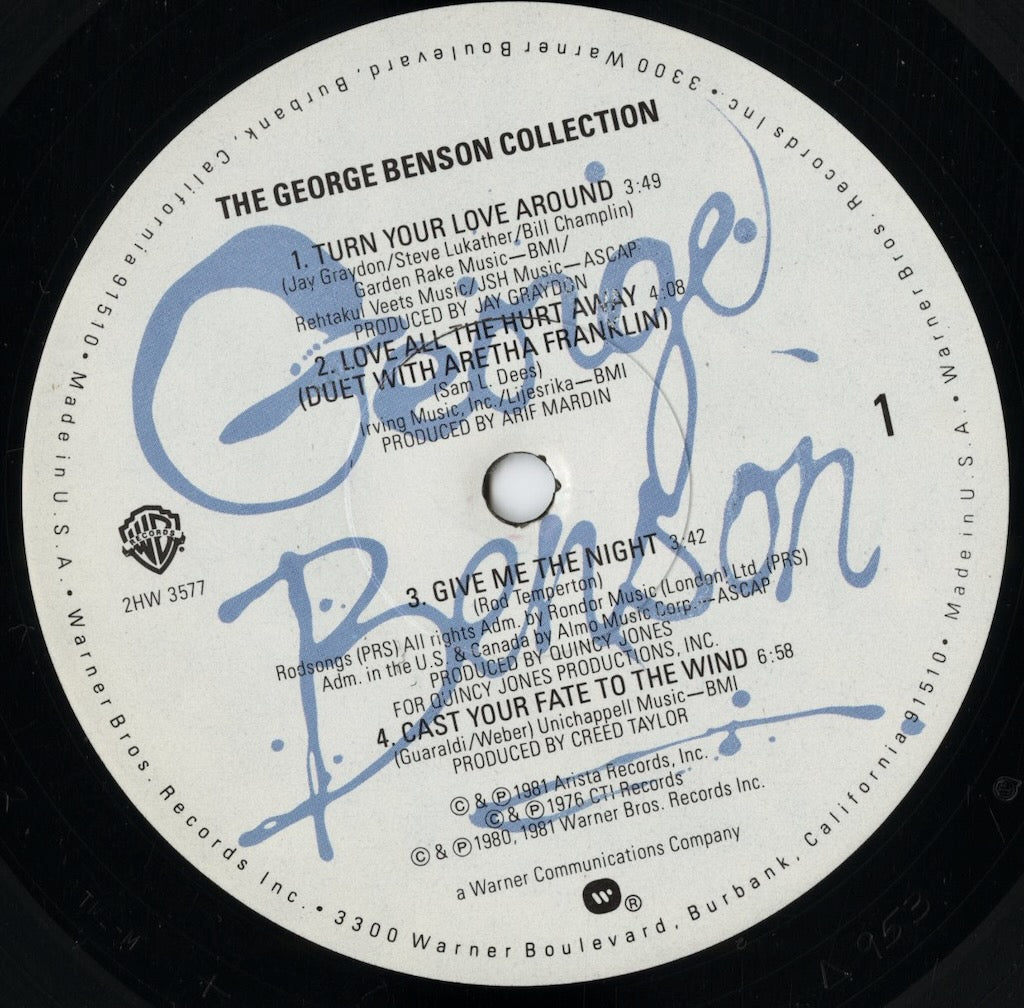 THE GEORGE BENSON COLLECTION
1. TURN YOUR LOVE AROUND 3:49
(Jay Graydon/Steve Lukather/Bill Champlin)
Garden Rake Music—BMI/
Rehtakul Veets Music/JSH Music—ASCAP
PRODUCED BY JAY GRAYDON
2. LOVE ALL THE HURT AWAY 4:08
(DUET WITH ARETHA FRANKLIN)
(Sam L. Dees)
Irving Music, Inc./Lijesrika—BMI
PRODUCED BY ARIF MARDIN
1
George
Benson
WB
RECORDS
2HW 3577
3. GIVE ME THE NIGHT 3:42
(Rod Temperton)
Rodsongs (PRS) All rights Adm. by Rondor Music (London) Ltd. (PRS)
Adm. in the U.S. & Canada by Almo Music Corp.—ASCAP
PRODUCED BY QUINCY JONES
FOR QUINCY JONES PRODUCTIONS, INC.
4. CAST YOUR FATE TO THE WIND 6:58
(Guaraldi/Weber) Unichappell Music—BMI
PRODUCED BY CREED TAYLOR
© & ℗ 1981 Arista Records, Inc.
© & ℗ 1976 CTI Records
© & ℗ 1980, 1981 Warner Bros. Records Inc.
a Warner Communications Company
®
Warner Bros. Records Inc. • 3300 Warner Boulevard, Burbank, California 91510 • Made in U.S.A. •
Warner Bros. Records Inc. • 3300 Warner Boulevard, Burbank, California 91510 • Made in U.S.A. •